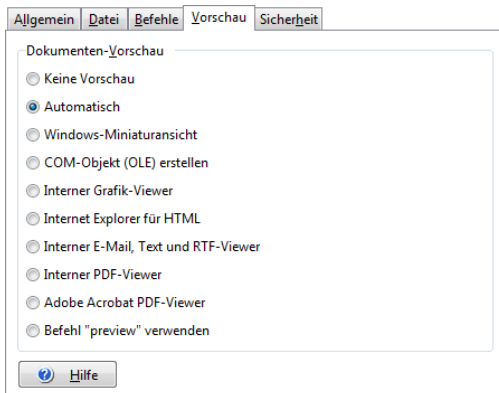 Allgemein Datei Befehle Vorschau Sicherheit
Dokumenten-Vorschau
Keine Vorschau
Automatisch
Windows-Miniaturansicht
COM-Objekt (OLE) erstellen
Interner Grafik-Viewer
Internet Explorer für HTML
Interner E-Mail, Text und RTF-Viewer
Interner PDF-Viewer
Adobe Acrobat PDF-Viewer
Befehl "preview" verwenden
Hilfe